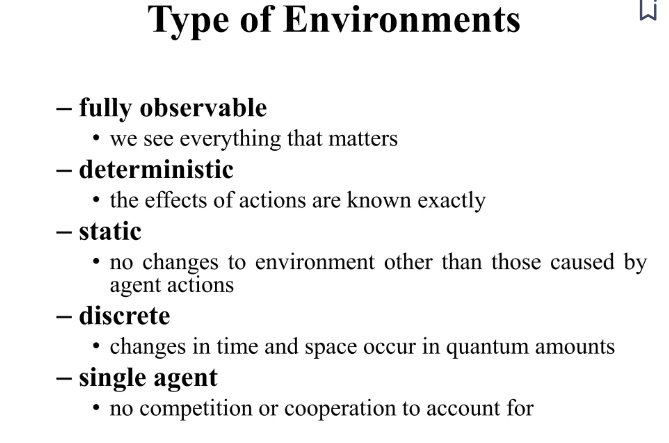 Type of Environments
– fully observable
• we see everything that matters
– deterministic
• the effects of actions are known exactly
– static
• no changes to environment other than those caused by
agent actions
– discrete
• changes in time and space occur in quantum amounts
– single agent
• no competition or cooperation to account for